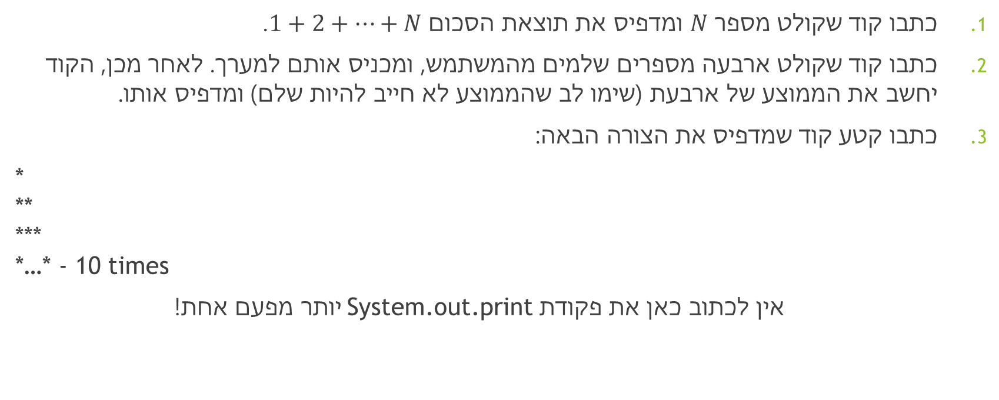 1. כתבו קוד שקולט מספר N ומדפיס את תוצאת הסכום 1 + 2 + ⋯ + N.
2. כתבו קוד שקולט ארבעה מספרים שלמים מהמשתמש, ומכניס אותם למערך. לאחר מכן, הקוד
יחשב את הממוצע של ארבעת (שימו לב שהממוצע לא חייב להיות שלם) ומדפיס אותו.
3. כתבו קטע קוד שמדפיס את הצורה הבאה:
*
**
***
*...* - 10 times
אין לכתוב כאן את פקודת System.out.print יותר מפעם אחת!